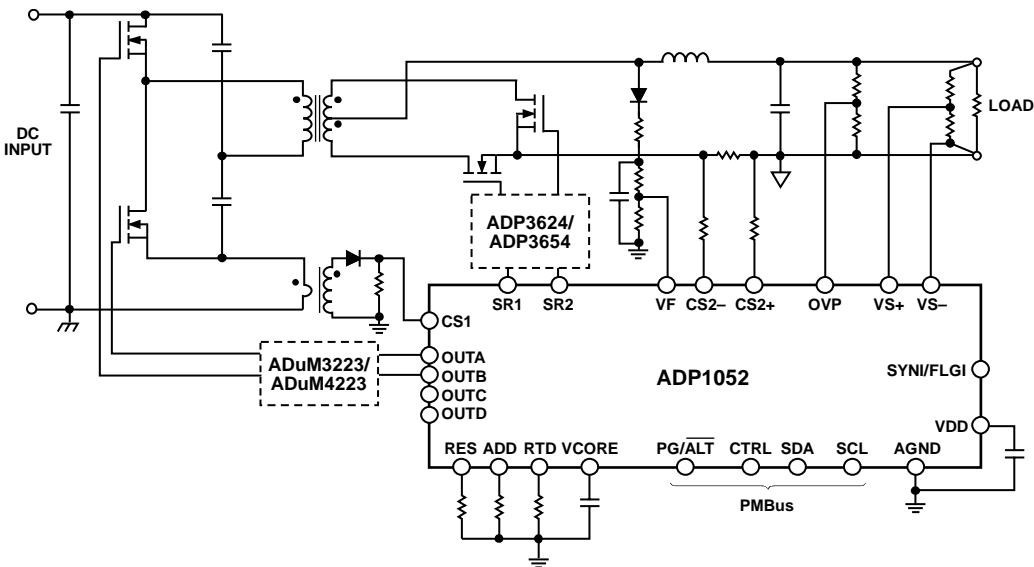 DC
INPUT
LOAD
ADP3624/
ADP3654
SR1 SR2 VF CS2– CS2+ OVP VS+ VS–
CS1
ADuM3223/
ADuM4223
OUTA
OUTB
OUTC
OUTD
ADP1052
SYNI/FLGI
VDD
RES ADD RTD VCORE PG/ALT CTRL SDA SCL AGND
PMBus